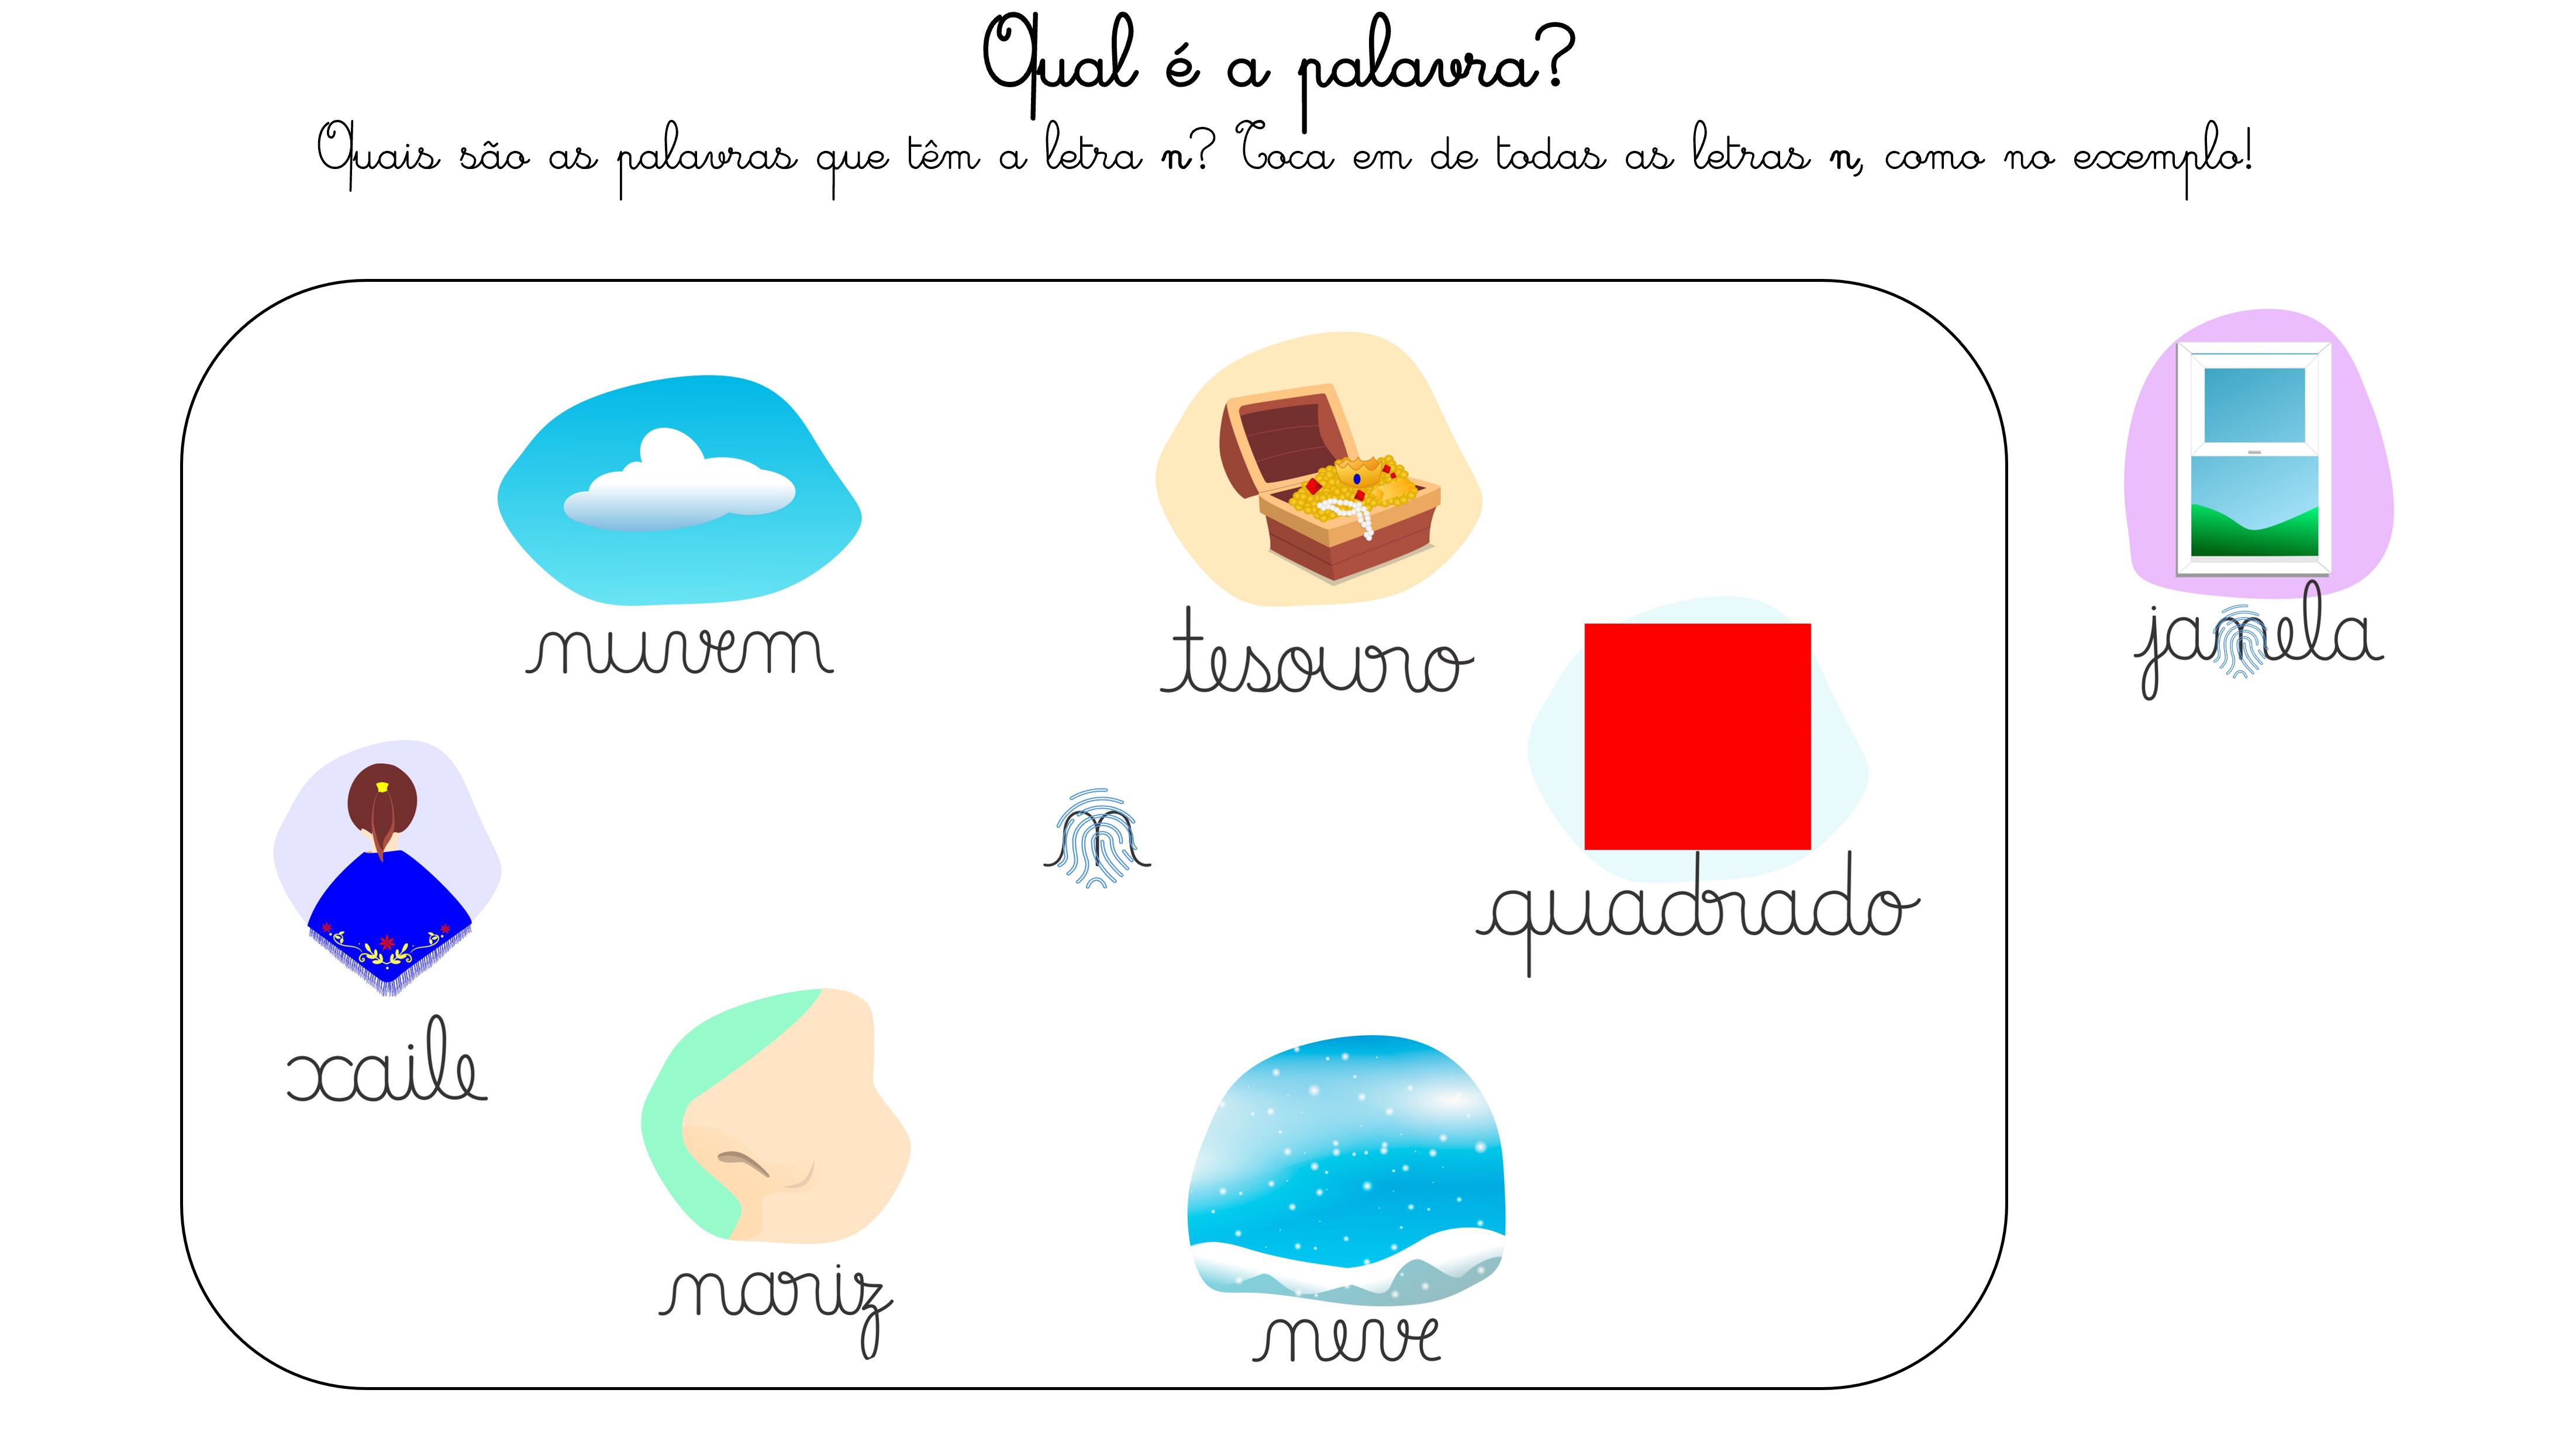 Qual é a palavra?
Quais são as palavras que têm a letra n? Toca em de todas as letras n, como no exemplo!
nuvem
tesouro
janela
quadrado
n
xaile
nariz
neve